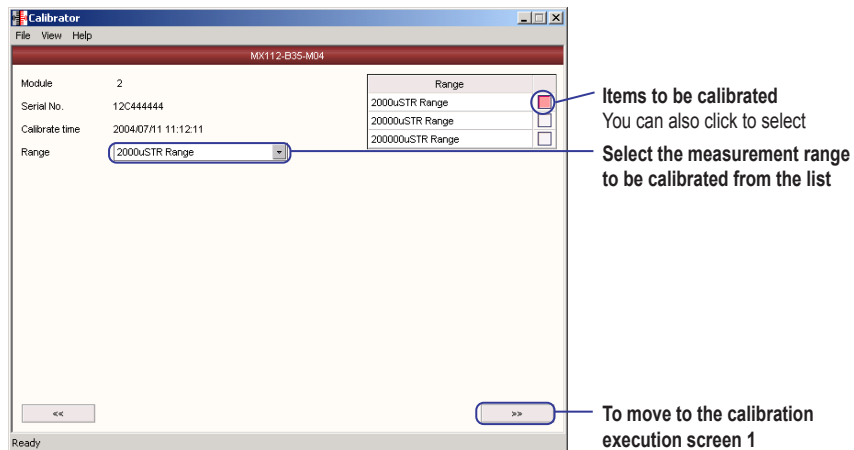 Calibrator
File View Help
MX112-B35-M04
Module 2
Serial No. 12C444444
Calibrate time 2004/07/11 11:12:11
Range 2000uSTR Range
Range
2000uSTR Range
20000uSTR Range
200000uSTR Range
Items to be calibrated
You can also click to select
Select the measurement range
to be calibrated from the list
<<
>>
To move to the calibration
execution screen 1
Ready